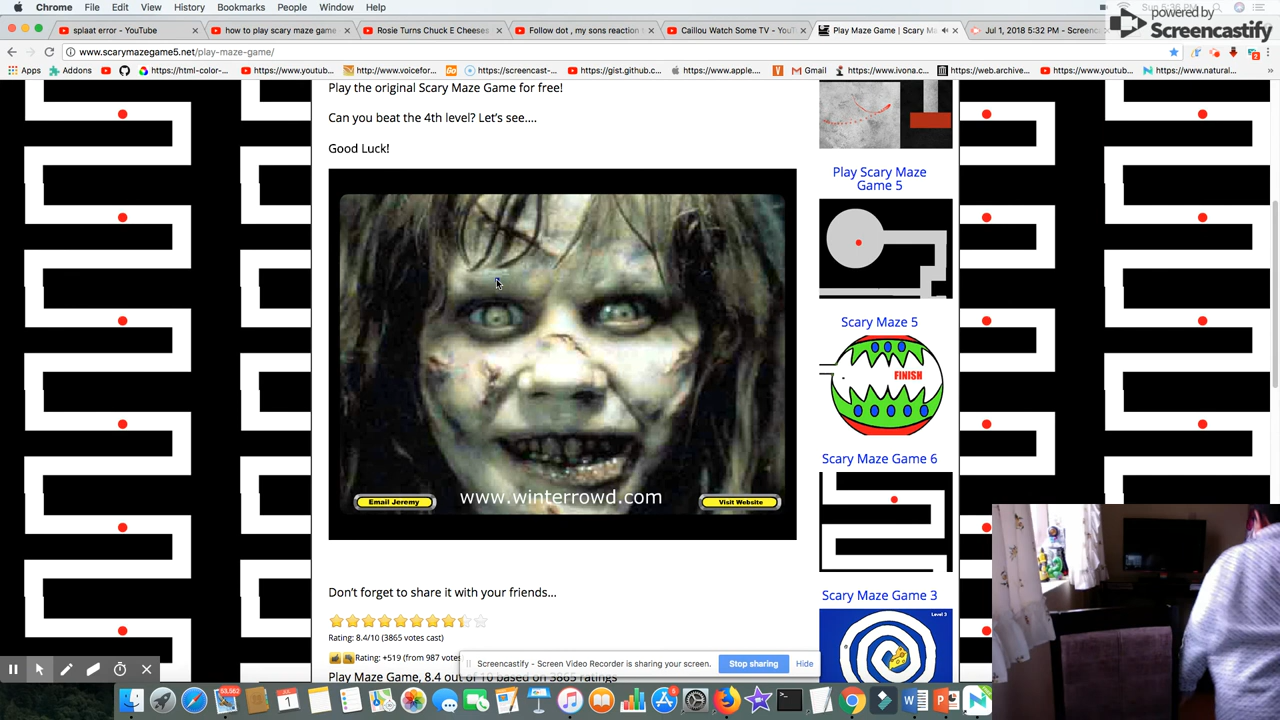 Chrome File Edit View History Bookmarks People Window Help
powered by
Screencastify
splaat error - YouTube
how to play scary maze game
Rosie Turns Chuck E Cheeses
Follow dot , my sons reaction
Caillou Watch Some TV - YouT
Play Maze Game | Scary M
Jul 1, 2018 5:32 PM - Screenc
www.scarymazegame5.net/play-maze-game/
Apps
Addons
https://html-color-...
https://www.youtub...
http://www.voicefor...
https://screencast-...
https://gist.github.c...
https://www.apple....
Gmail
https://www.ivona.c...
https://web.archive...
https://www.youtub...
https://www.natural...
Play the original Scary Maze Game for free!
Can you beat the 4th level? Let's see....
Good Luck!
Email Jeremy
www.winterrowd.com
Visit Website
Play Scary Maze
Game 5
Scary Maze 5
FINISH
Scary Maze Game 6
Scary Maze Game 3
Level 3
Don't forget to share it with your friends...
Rating: 8.4/10 (3865 votes cast)
Rating: +519 (from 987 vote
Play Maze Game, 8.4 out of 10 based on 3865 ratings
Screencastify - Screen Video Recorder is sharing your screen.
Stop sharing
Hide
53,562